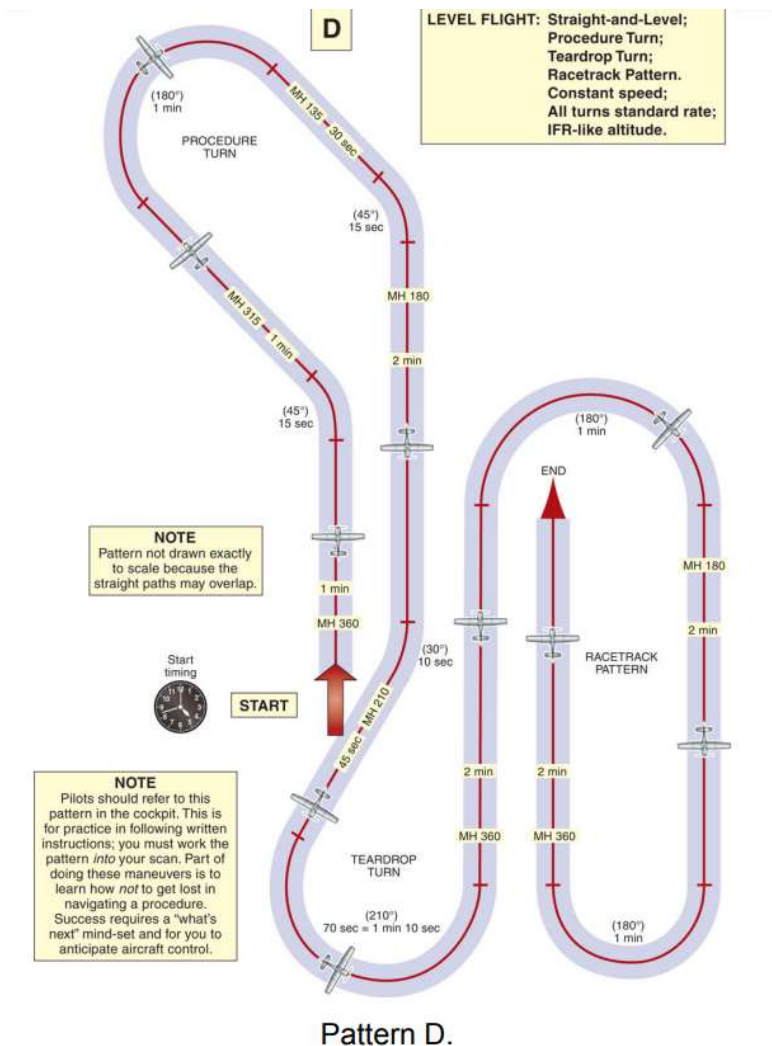 D
LEVEL FLIGHT: Straight-and-Level;
Procedure Turn;
Teardrop Turn;
Racetrack Pattern.
Constant speed;
All turns standard rate;
IFR-like altitude.
(180°)
1 min
PROCEDURE
TURN
MH 135
30 sec
(45°)
15 sec
MH 180
2 min
MH 315
1 min
(45°)
15 sec
NOTE
Pattern not drawn exactly
to scale because the
straight paths may overlap.
1 min
MH 360
Start
timing
START
(30°)
10 sec
45 sec
MH 210
NOTE
Pilots should refer to this
pattern in the cockpit. This is
for practice in following written
instructions; you must work the
pattern into your scan. Part of
doing these maneuvers is to
learn how not to get lost in
navigating a procedure.
Success requires a “what’s
next” mind-set and for you to
anticipate aircraft control.
TEARDROP
TURN
(210°)
70 sec = 1 min 10 sec
2 min
MH 360
(180°)
1 min
END
MH 180
2 min
RACETRACK
PATTERN
2 min
MH 360
(180°)
1 min
Pattern D.